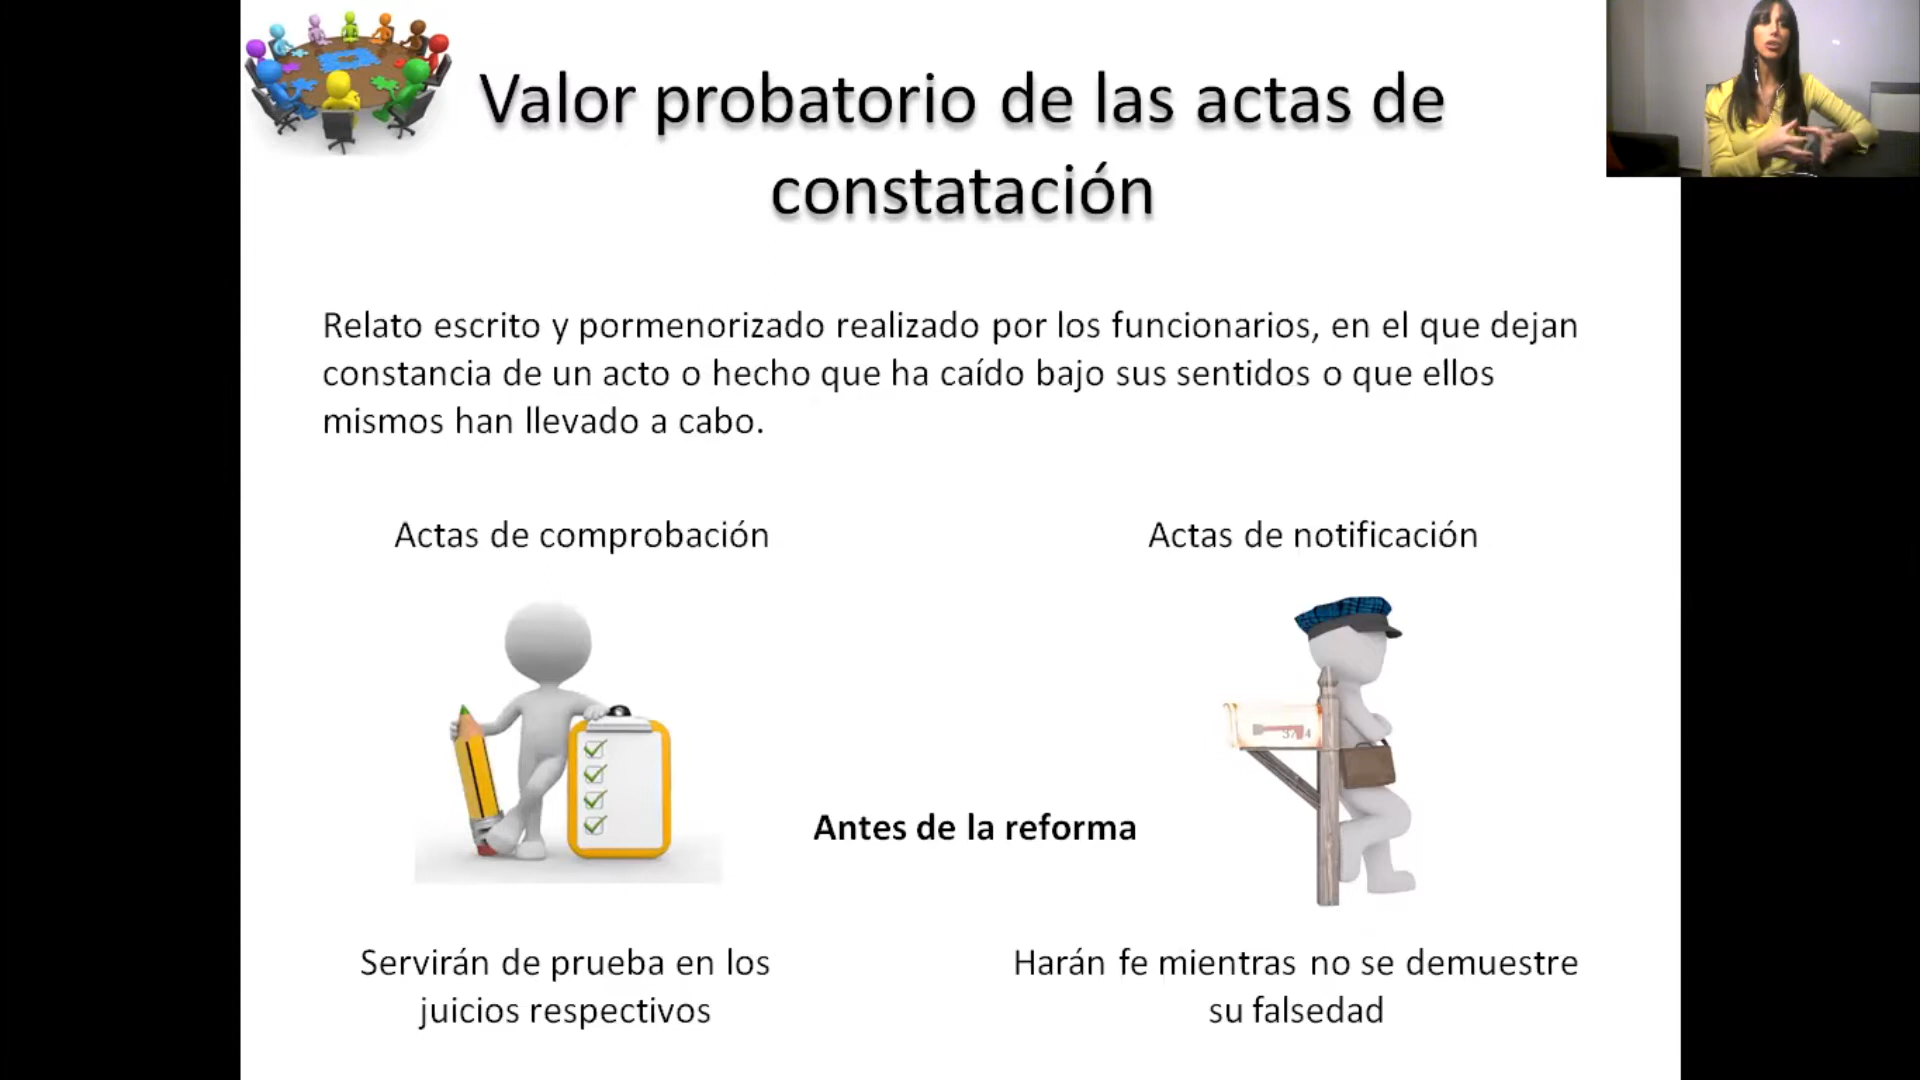 Valor probatorio de las actas de
constatación
Relato escrito y pormenorizado realizado por los funcionarios, en el que dejan
constancia de un acto o hecho que ha caído bajo sus sentidos o que ellos
mismos han llevado a cabo.
Actas de comprobación
Actas de notificación
Antes de la reforma
Servirán de prueba en los
juicios respectivos
Harán fe mientras no se demuestre
su falsedad